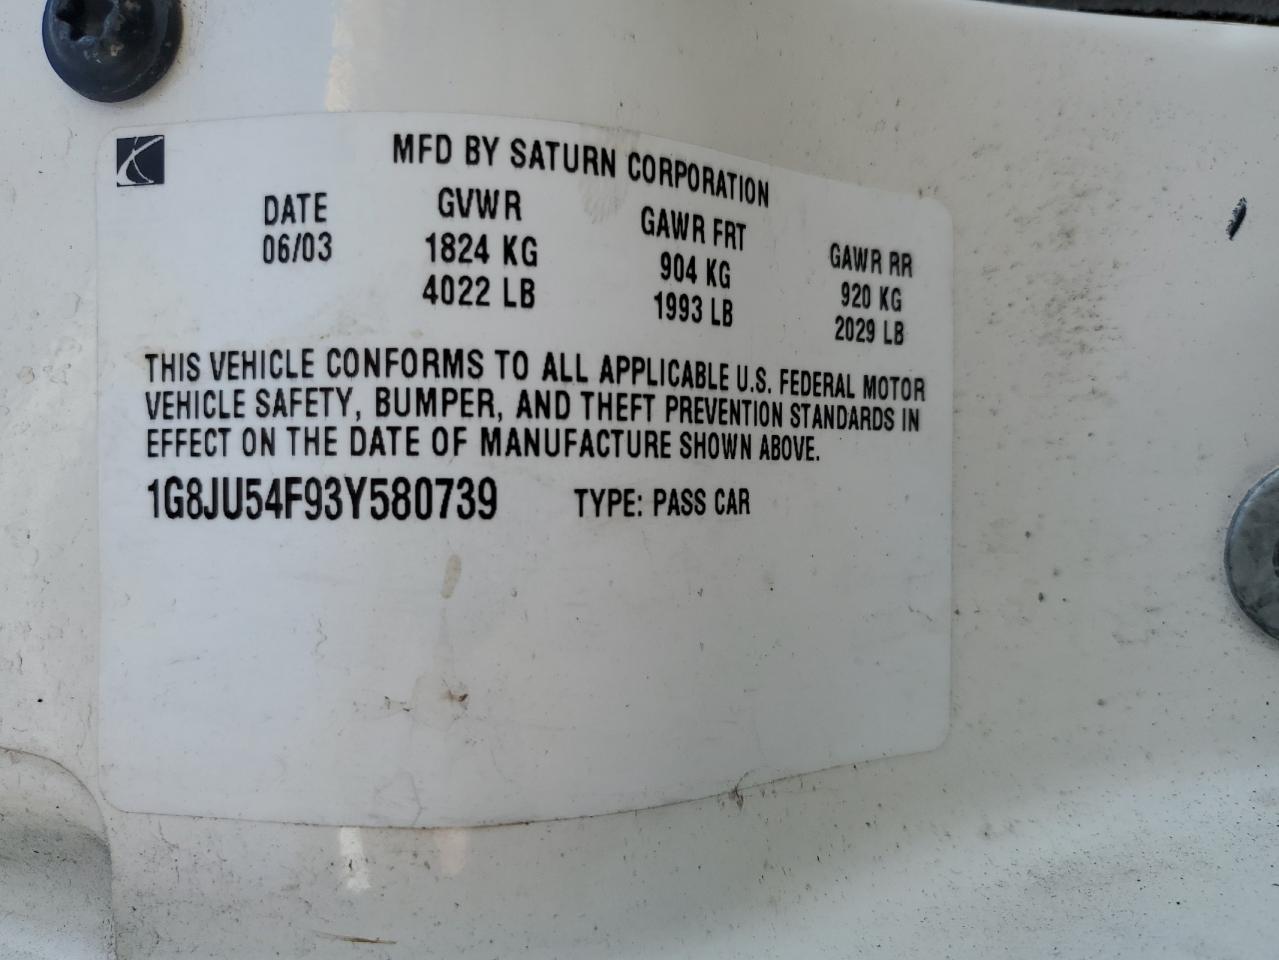 MFD BY SATURN CORPORATION
DATE GVWR GAWR FRT GAWR RR
06/03 1824 KG 904 KG 920 KG
4022 LB 1993 LB 2029 LB
THIS VEHICLE CONFORMS TO ALL APPLICABLE U.S. FEDERAL MOTOR
VEHICLE SAFETY, BUMPER, AND THEFT PREVENTION STANDARDS IN
EFFECT ON THE DATE OF MANUFACTURE SHOWN ABOVE.
1G8JU54F93Y580739 TYPE: PASS CAR